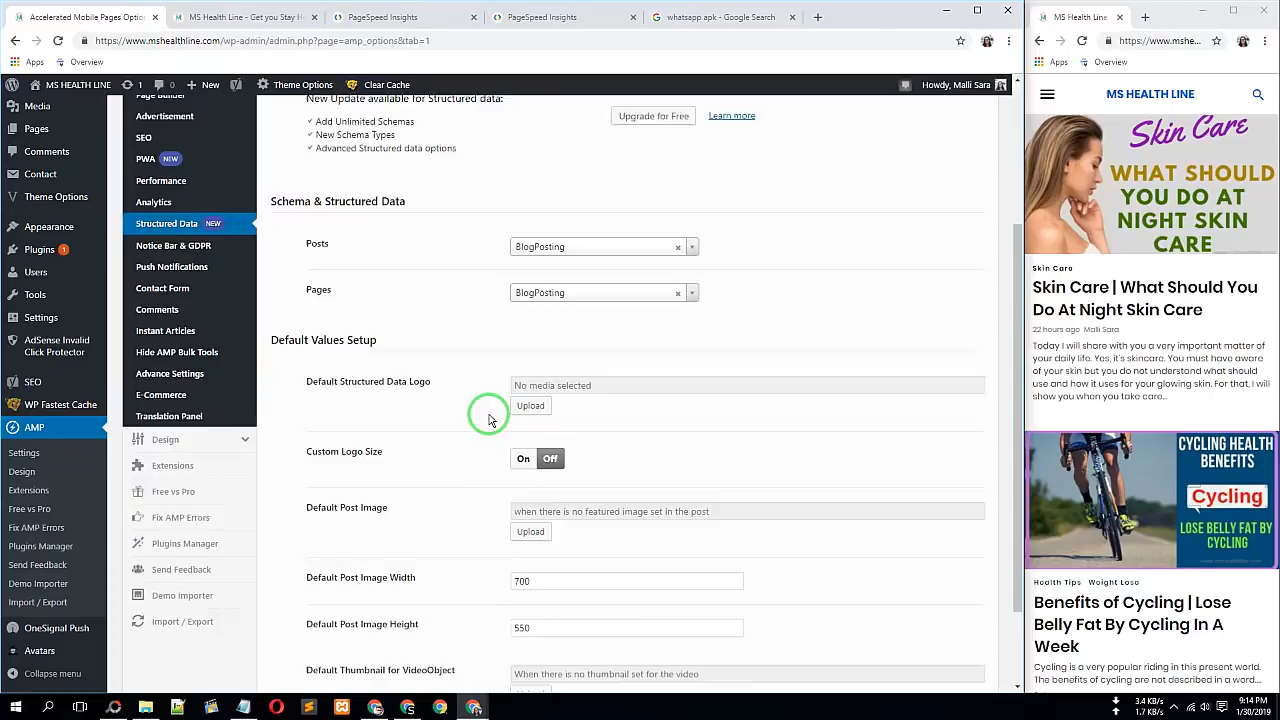 Accelerated Mobile Pages Optio
MS Health Line - Get you Stay H
PageSpeed Insights
PageSpeed Insights
whatsapp apk - Google Search
MS Health Line
https://www.mshealthline.com/wp-admin/admin.php?page=amp_options&tab=1
https://www.mshe...
Apps
Overview
Apps
Overview
MS HEALTH LINE
1
0
New
Theme Options
Clear Cache
Howdy, Malli Sara
Media
Pages
Comments
Contact
Theme Options
Appearance
Plugins 1
Users
Tools
Settings
AdSense Invalid
Click Protector
SEO
WP Fastest Cache
AMP
Settings
Design
Extensions
Free vs Pro
Fix AMP Errors
Plugins Manager
Send Feedback
Demo Importer
Import / Export
OneSignal Push
Avatars
Collapse menu
Page Builder
Advertisement
SEO
PWA NEW
Performance
Analytics
Structured Data NEW
Notice Bar & GDPR
Push Notifications
Contact Form
Comments
Instant Articles
Hide AMP Bulk Tools
Advance Settings
E-Commerce
Translation Panel
Design
Extensions
Free vs Pro
Fix AMP Errors
Plugins Manager
Send Feedback
Demo Importer
Import / Export
New Update available for Structured data:
Add Unlimited Schemas
New Schema Types
Advanced Structured data options
Upgrade for Free
Learn more
Schema & Structured Data
Posts
BlogPosting
Pages
BlogPosting
Default Values Setup
Default Structured Data Logo
No media selected
Upload
Custom Logo Size
On Off
Default Post Image
when there is no featured image set in the post
Upload
Default Post Image Width
700
Default Post Image Height
550
Default Thumbnail for VideoObject
When there is no thumbnail set for the video
MS HEALTH LINE
Skin Care
WHAT SHOULD
YOU DO AT
NIGHT SKIN
CARE
Skin Care
Skin Care | What Should You
Do At Night Skin Care
22 hours ago Malli Sara
Today I will share with you a very important matter of
your daily life. Yes, it's skincare. You must have aware
of your skin but you do not understand what should
use and how it uses for your glowing skin. For that, I will
show you when you take care...
CYCLING HEALTH
BENEFITS
Cycling
LOSE BELLY FAT BY
CYCLING
Health Tips Weight Loss
Benefits of Cycling | Lose
Belly Fat By Cycling In A
Week
Cycling is a very popular riding in this present world.
The benefits of cycling are not described in a word...
3.4 KB/s
1.7 KB/s
9:14 PM
1/30/2019